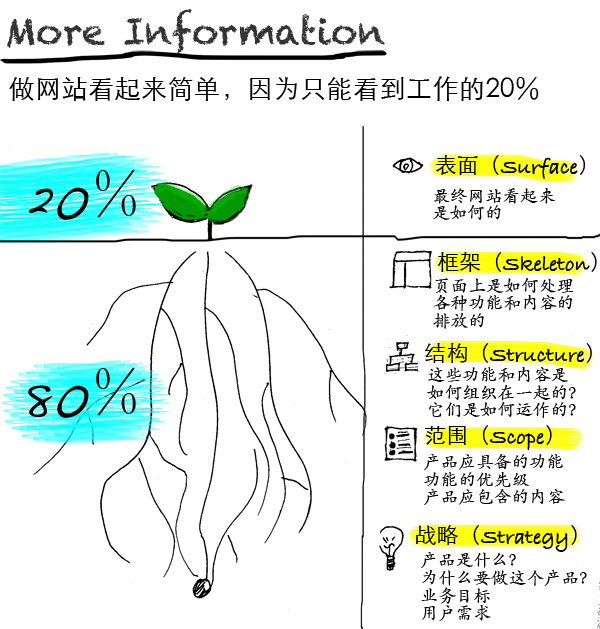 More Information
做网站看起来简单，因为只能看到工作的20%
20%
表面（Surface）
最终网站看起来
是如何的
框架（Skeleton）
页面上是如何处理
各种功能和内容的
排放的
80%
结构（Structure）
这些功能和内容是
如何组织在一起的?
它们是如何运作的?
范围（Scope）
产品应具备的功能
功能的优先级
产品应包含的内容
战略（Strategy）
产品是什么?
为什么要做这个产品?
业务目标
用户需求